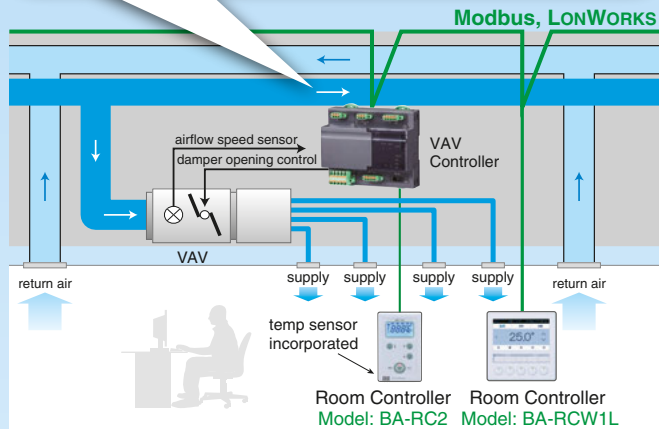 Modbus, LONWORKS
airflow speed sensor
damper opening control
VAV
Controller
VAV
return air
supply
supply
supply
supply
return air
temp sensor
incorporated
25.0°
Room Controller
Model: BA-RC2
Room Controller
Model: BA-RCW1L